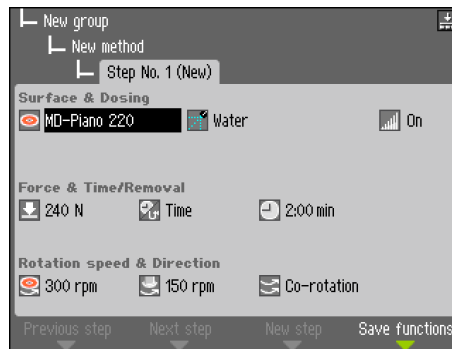 New group
New method
Step No. 1 (New)
Surface & Dosing
MD-Piano 220 Water On
Force & Time/Removal
240 N Time 2:00 min
Rotation speed & Direction
300 rpm 150 rpm Co-rotation
Previous step Next step New step Save functions